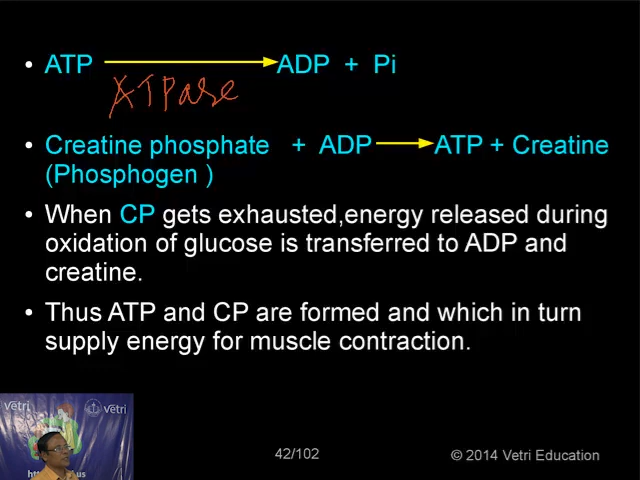 • ATP ADP + Pi
ATPase
• Creatine phosphate + ADP ATP + Creatine
(Phosphogen )
• When CP gets exhausted,energy released during
oxidation of glucose is transferred to ADP and
creatine.
• Thus ATP and CP are formed and which in turn
supply energy for muscle contraction.
Vetri Vetri
42/102
© 2014 Vetri Education